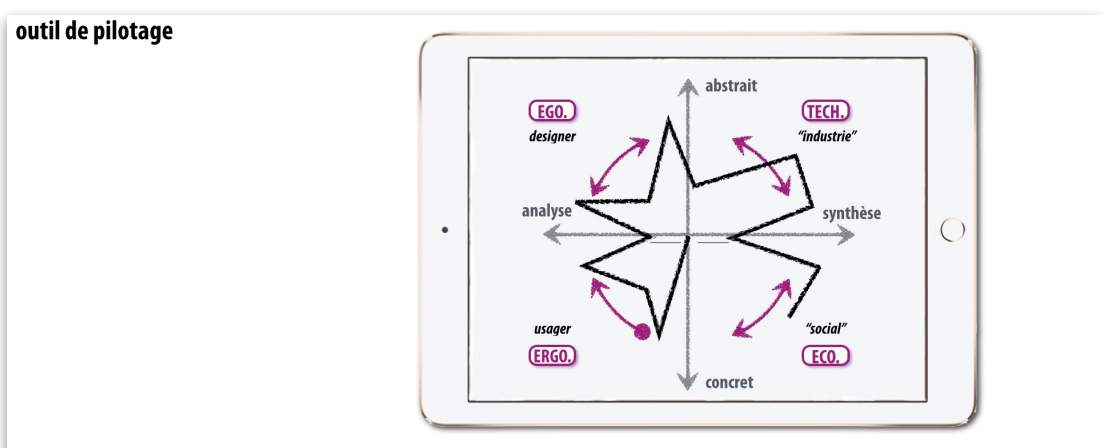 outil de pilotage
abstrait
EGO.
designer
TECH.
“industrie”
analyse
synthèse
usager
ERGO.
“social”
ECO.
concret